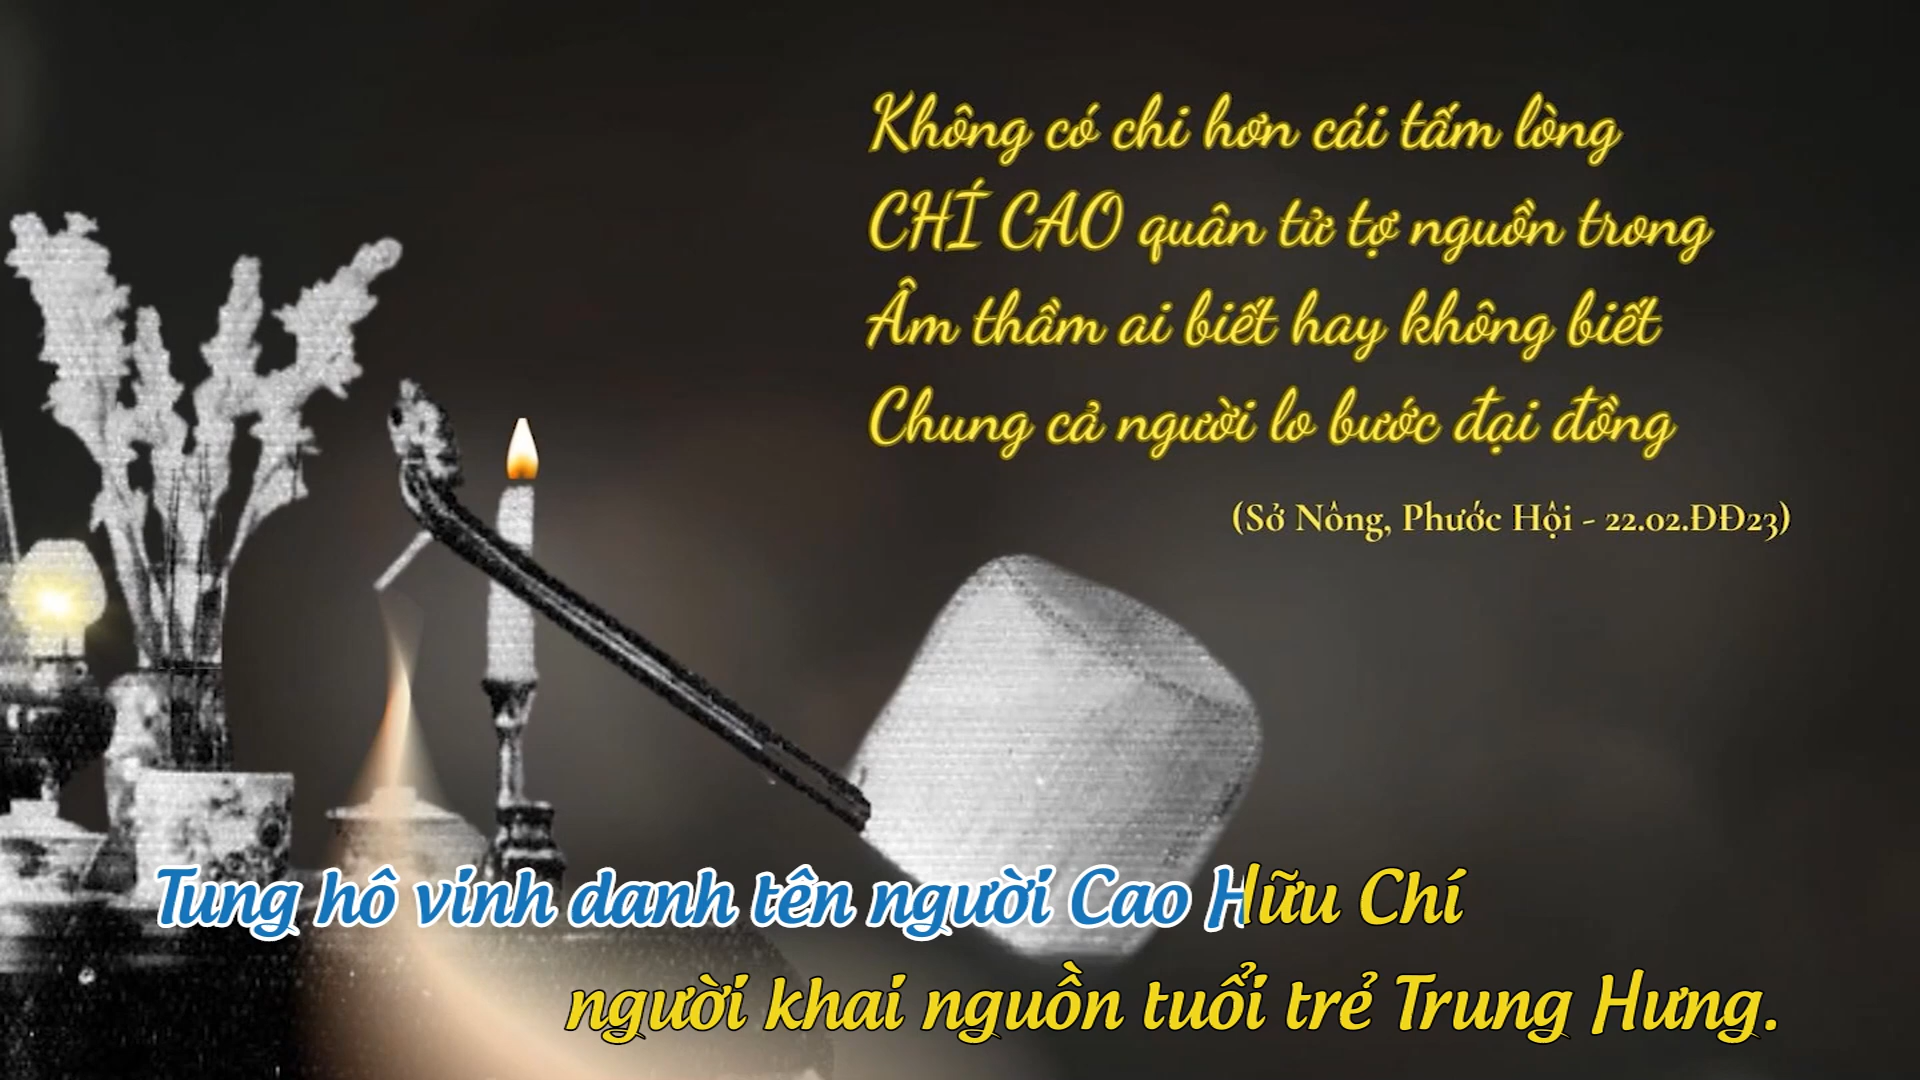 Không có chi hơn cái tấm lòng
CHÍ CAO quân tử tợ nguồn trong
Âm thầm ai biết hay không biết
Chung cả người lo bước đại đồng
(Sở Nông, Phước Hội - 22.02.ĐĐ23)
Tung hô vinh danh tên người Cao Hữu Chí
người khai nguồn tuổi trẻ Trung Hưng.